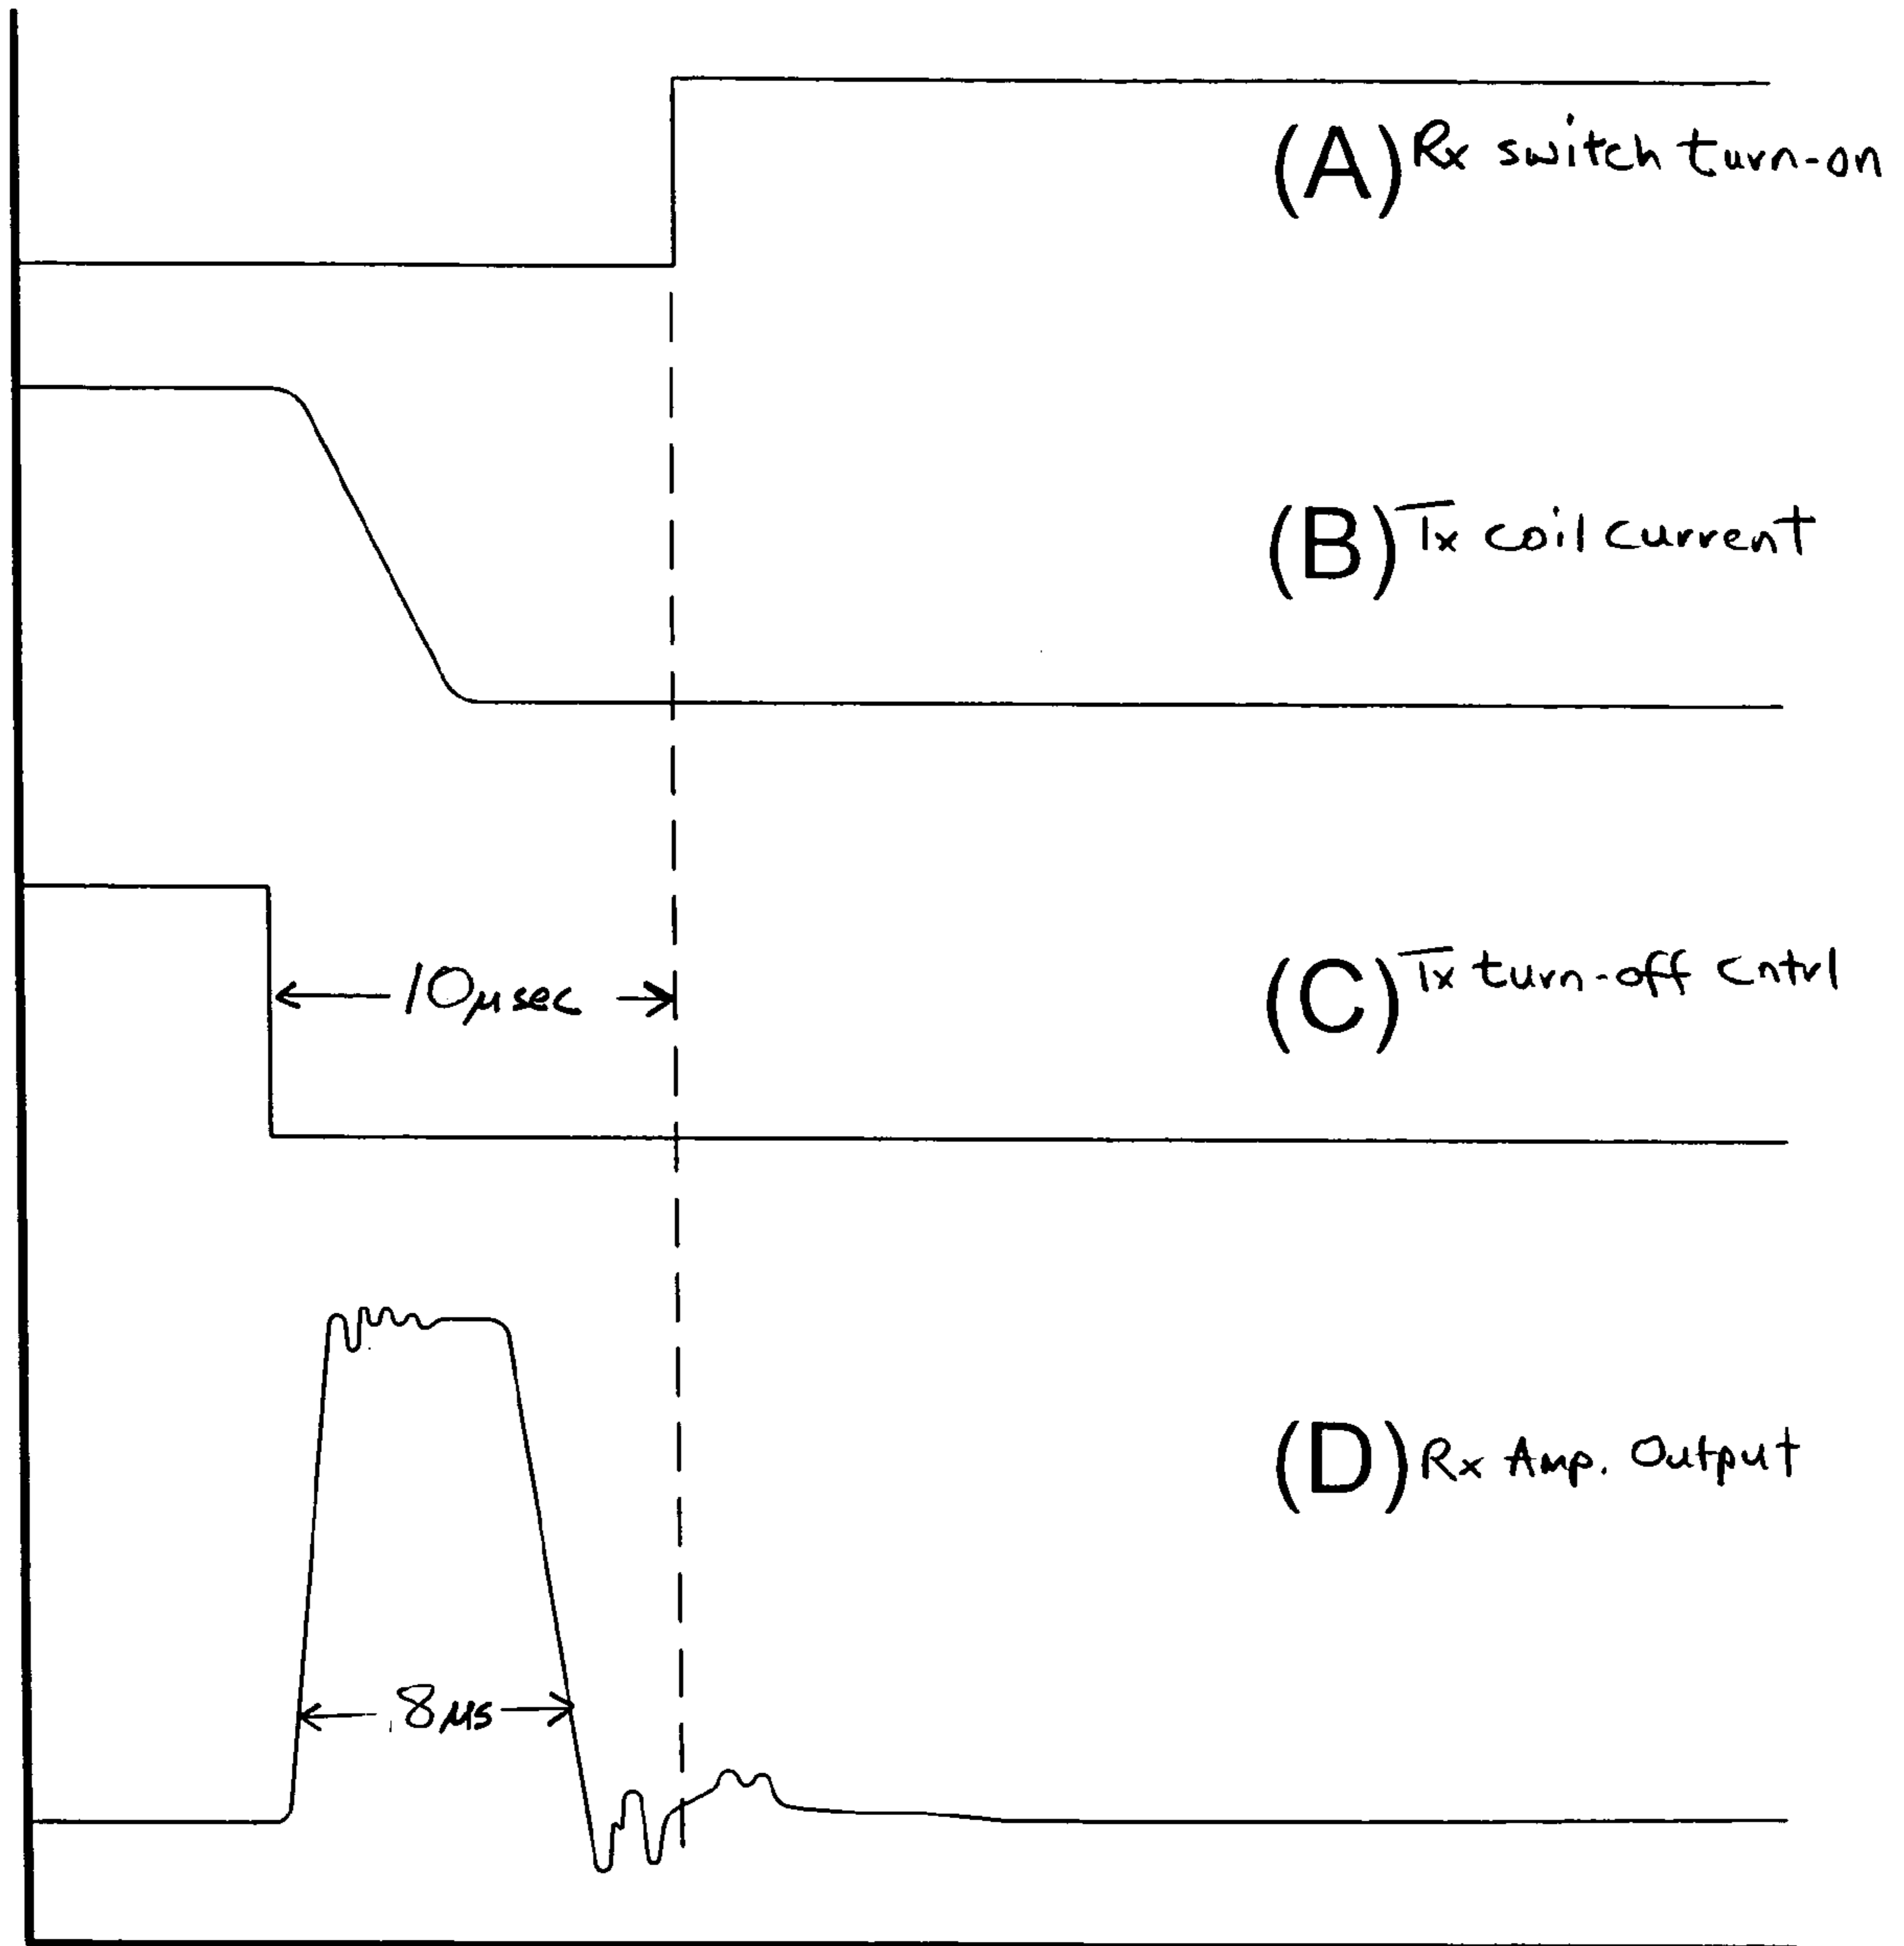 (A) Rx switch turn-on
(B) Tx coil current
(C) Tx turn-off cntrl
10μsec
(D) Rx Amp. Output
8μs